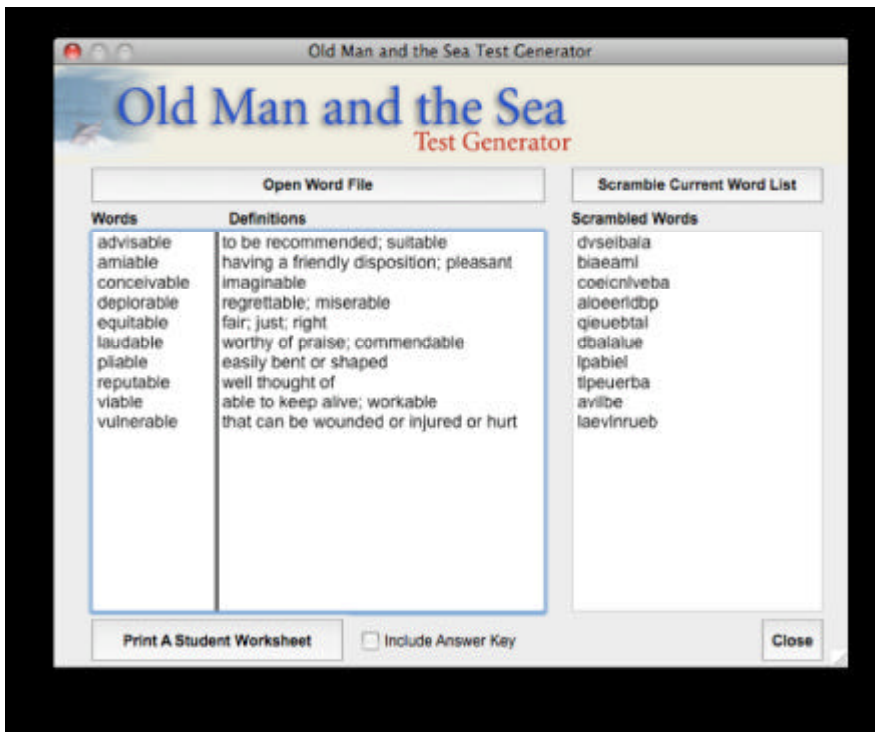 Old Man and the Sea Test Generator
Old Man and the Sea
Test Generator
Open Word File
Scramble Current Word List
Words Definitions
advisable to be recommended; suitable
amiable having a friendly disposition; pleasant
conceivable imaginable
deplorable regrettable; miserable
equitable fair; just; right
laudable worthy of praise; commendable
pliable easily bent or shaped
reputable well thought of
viable able to keep alive; workable
vulnerable that can be wounded or injured or hurt
Scrambled Words
dvseibala
biaeaml
coeicnlveba
aloeerldbp
qieuebtal
dbalalue
lpabiel
tlpeuerba
avilbe
laevlnrueb
Print A Student Worksheet
Include Answer Key
Close